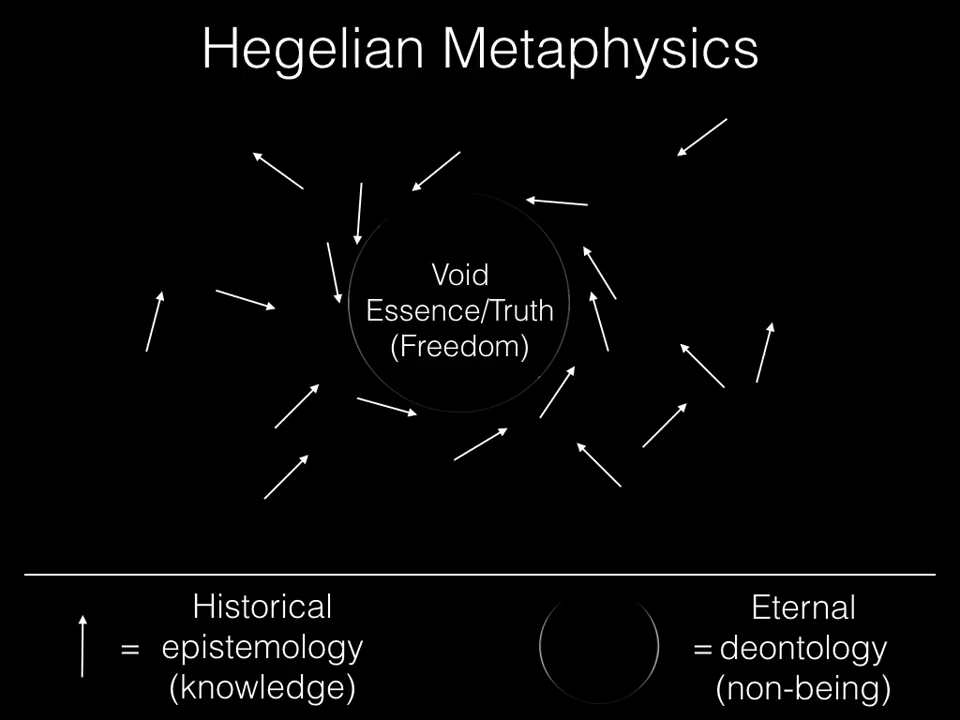 Hegelian Metaphysics
Void
Essence/Truth
(Freedom)
Historical
= epistemology
(knowledge)
Eternal
= deontology
(non-being)